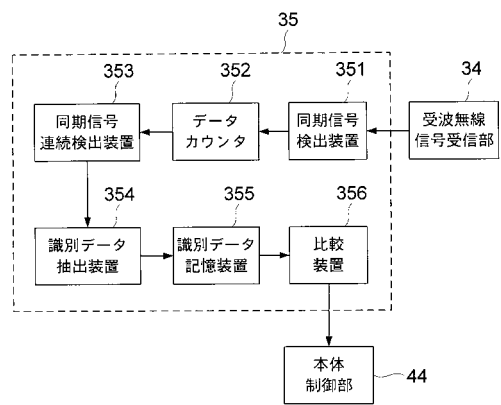 35
353
352
351
34
同期信号
連続検出装置
データ
カウンタ
同期信号
検出装置
受波無線
信号受信部
354
355
356
識別データ
抽出装置
識別データ
記憶装置
比較
装置
本体
制御部
44